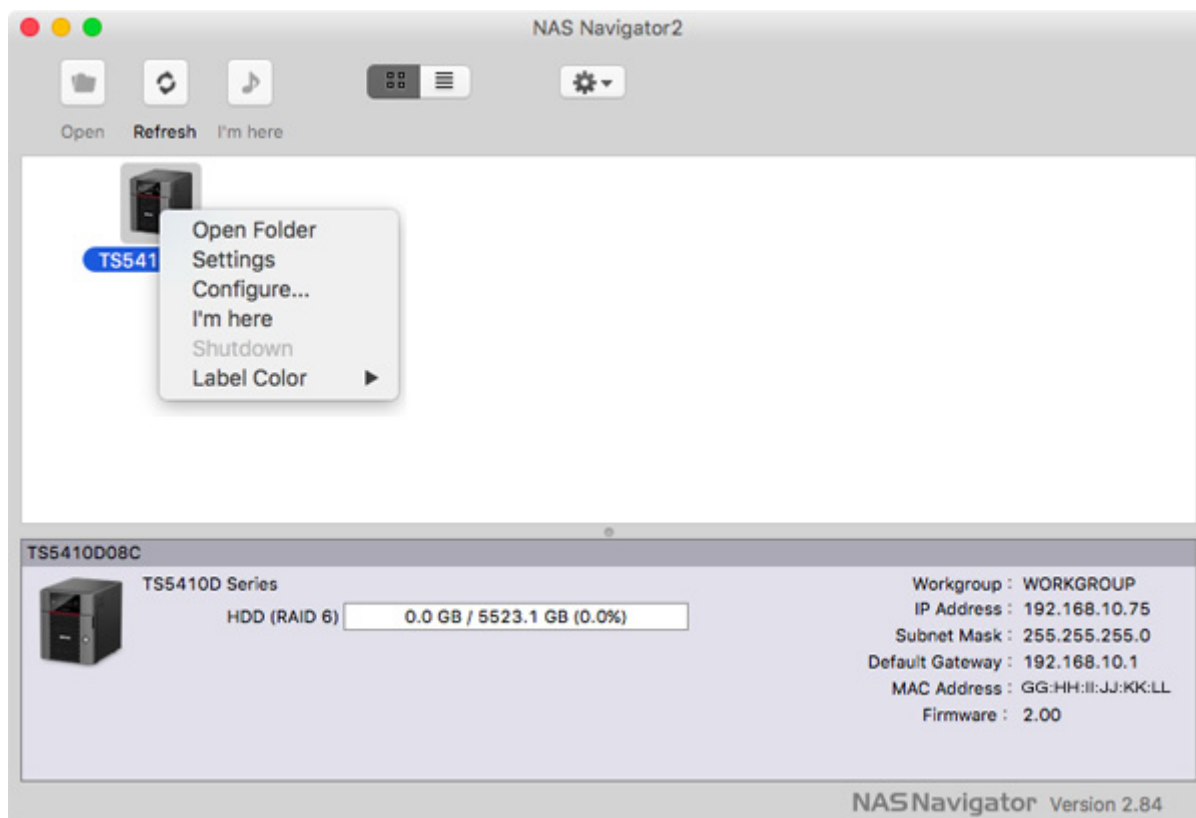 NAS Navigator2
Open Refresh I'm here
TS541
Open Folder
Settings
Configure...
I'm here
Shutdown
Label Color
TS5410D08C
TS5410D Series
HDD (RAID 6) 0.0 GB / 5523.1 GB (0.0%)
Workgroup : WORKGROUP
IP Address : 192.168.10.75
Subnet Mask : 255.255.255.0
Default Gateway : 192.168.10.1
MAC Address : GG:HH:II:JJ:KK:LL
Firmware : 2.00
NASNavigator Version 2.84